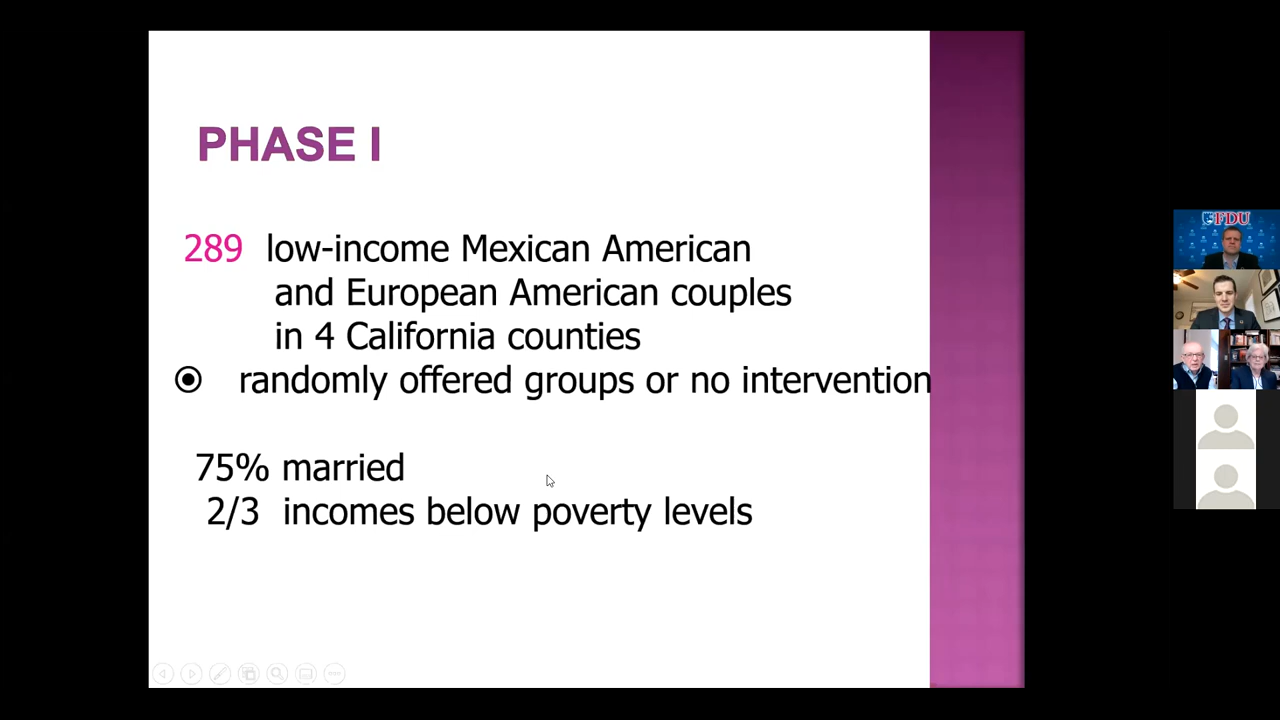 PHASE I
289 low-income Mexican American
and European American couples
in 4 California counties
randomly offered groups or no intervention
75% married
2/3 incomes below poverty levels
FDU